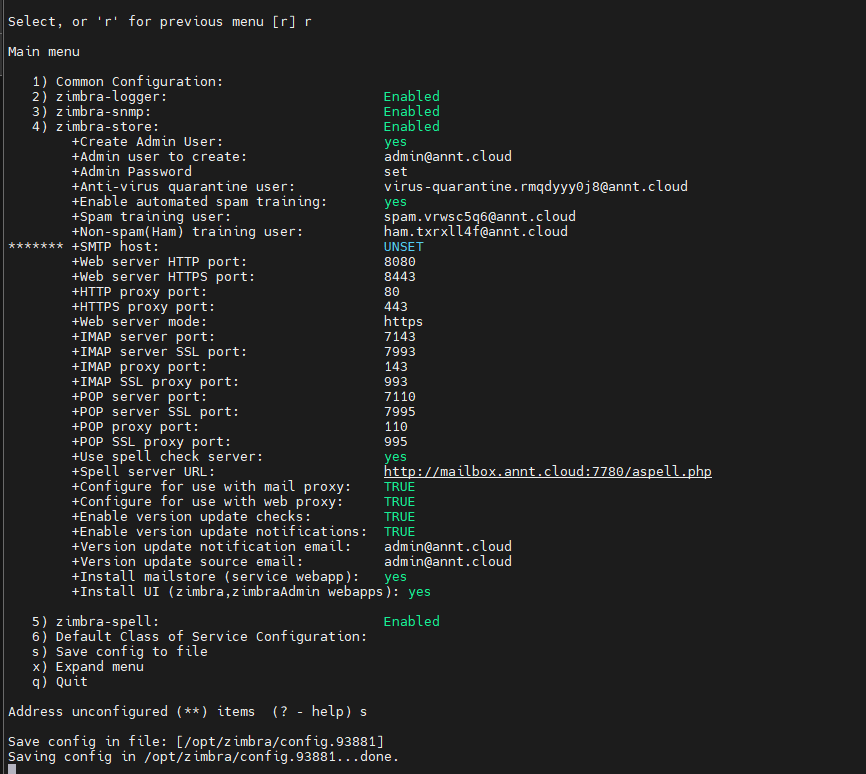 Select, or 'r' for previous menu [r] r
Main menu
1) Common Configuration:
2) zimbra-logger: Enabled
3) zimbra-snmp: Enabled
4) zimbra-store: Enabled
+Create Admin User: yes
+Admin user to create: admin@annt.cloud
+Admin Password set
+Anti-virus quarantine user: virus-quarantine.rmqdyyy0j8@annt.cloud
+Enable automated spam training: yes
+Spam training user: spam.vrwsc5q6@annt.cloud
+Non-spam(Ham) training user: ham.txrxll4f@annt.cloud
******* +SMTP host: UNSET
+Web server HTTP port: 8080
+Web server HTTPS port: 8443
+HTTP proxy port: 80
+HTTPS proxy port: 443
+Web server mode: https
+IMAP server port: 7143
+IMAP server SSL port: 7993
+IMAP proxy port: 143
+IMAP SSL proxy port: 993
+POP server port: 7110
+POP server SSL port: 7995
+POP proxy port: 110
+POP SSL proxy port: 995
+Use spell check server: yes
+Spell server URL: http://mailbox.annt.cloud:7780/aspell.php
+Configure for use with mail proxy: TRUE
+Configure for use with web proxy: TRUE
+Enable version update checks: TRUE
+Enable version update notifications: TRUE
+Version update notification email: admin@annt.cloud
+Version update source email: admin@annt.cloud
+Install mailstore (service webapp): yes
+Install UI (zimbra,zimbraAdmin webapps): yes
5) zimbra-spell: Enabled
6) Default Class of Service Configuration:
s) Save config to file
x) Expand menu
q) Quit
Address unconfigured (**) items  (? - help) s
Save config in file: [/opt/zimbra/config.93881]
Saving config in /opt/zimbra/config.93881...done.